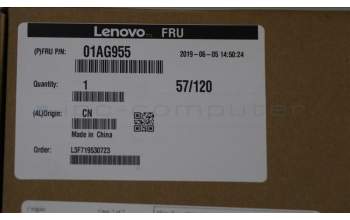 Lenovo FRU
(P)FRU P/N: 01AG955
2019-06-05 14:50:24
Quantity: 1
57/120
(4L)Origin: CN
Made in China
Order: L3F719530723